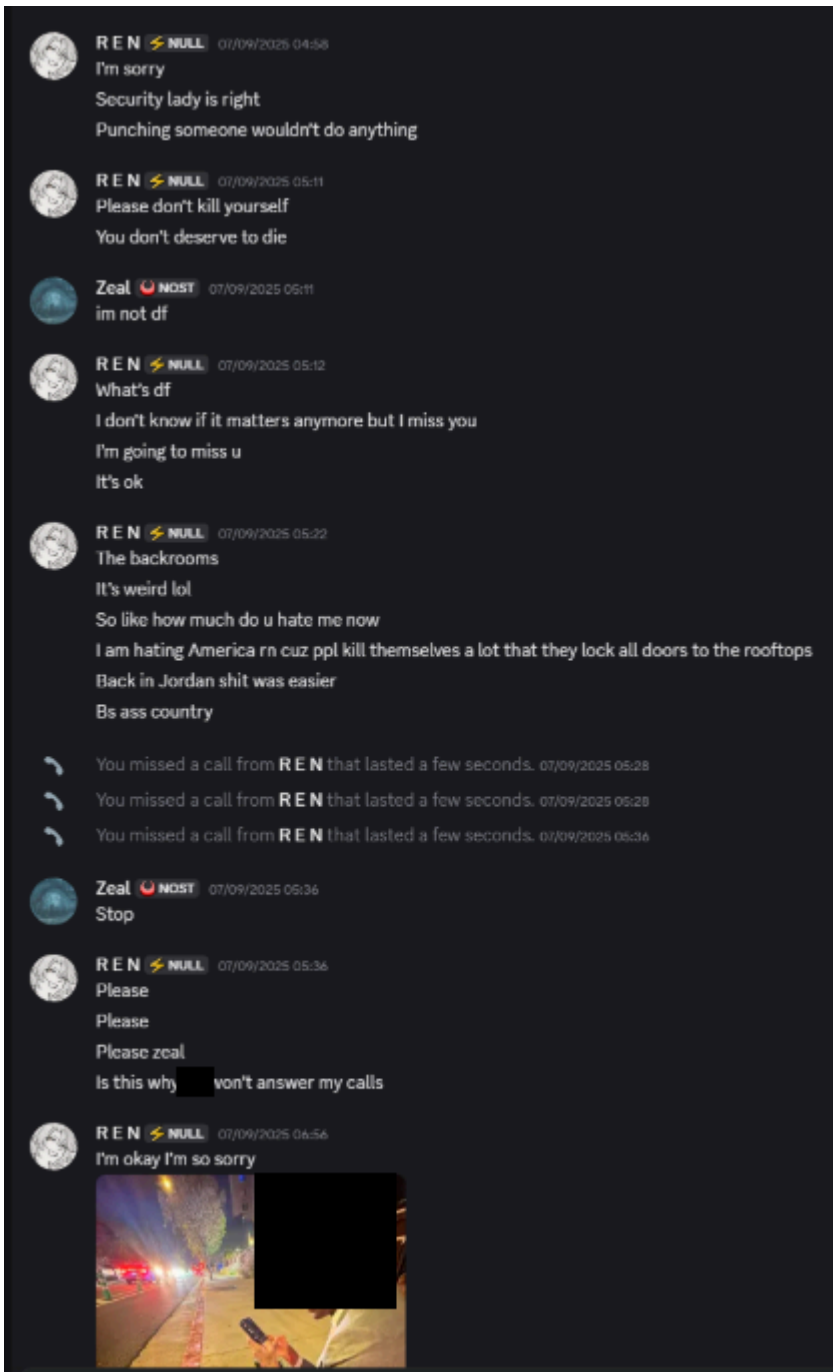 R E N ⚡ NULL 07/09/2025 04:58
I'm sorry
Security lady is right
Punching someone wouldn't do anything
R E N ⚡ NULL 07/09/2025 05:11
Please don't kill yourself
You don't deserve to die
Zeal NOST 07/09/2025 05:11
im not df
R E N ⚡ NULL 07/09/2025 05:12
What's df
I don't know if it matters anymore but I miss you
I'm going to miss u
It's ok
R E N ⚡ NULL 07/09/2025 05:22
The backrooms
It's weird lol
So like how much do u hate me now
I am hating America rn cuz ppl kill themselves a lot that they lock all doors to the rooftops
Back in Jordan shit was easier
Bs ass country
You missed a call from R E N that lasted a few seconds. 07/09/2025 05:28
You missed a call from R E N that lasted a few seconds. 07/09/2025 05:28
You missed a call from R E N that lasted a few seconds. 07/09/2025 05:36
Zeal NOST 07/09/2025 05:36
Stop
R E N ⚡ NULL 07/09/2025 05:36
Please
Please
Please zeal
Is this why won't answer my calls
R E N ⚡ NULL 07/09/2025 06:56
I'm okay I'm so sorry